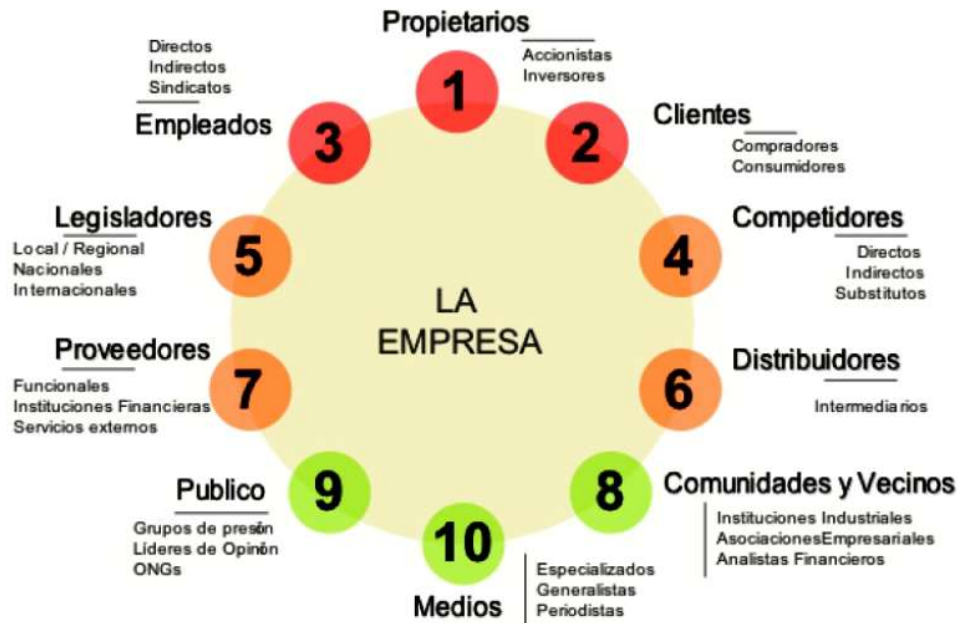 Propietarios
Accionistas
Inversores
1
Directos
Indirectos
Sindicatos
Empleados
3
2
Clientes
Compradores
Consumidores
Legisladores
Local / Regional
Nacionales
Internacionales
5
4
Competidores
Directos
Indirectos
Substitutos
LA
EMPRESA
Proveedores
Funcionales
Instituciones Financieras
Servicios externos
7
6
Distribuidores
Intermediarios
Publico
Grupos de presión
Líderes de Opinión
ONGs
9
8
Comunidades y Vecinos
Instituciones Industriales
AsociacionesEmpresariales
Analistas Financieros
10
Medios
Especializados
Generalistas
Periodistas